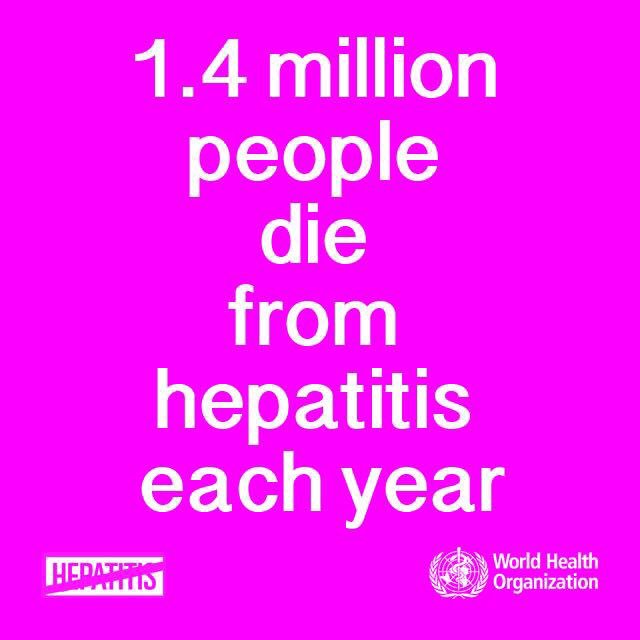 1.4 million
people
die
from
hepatitis
each year
HEPATITIS
World Health
Organization